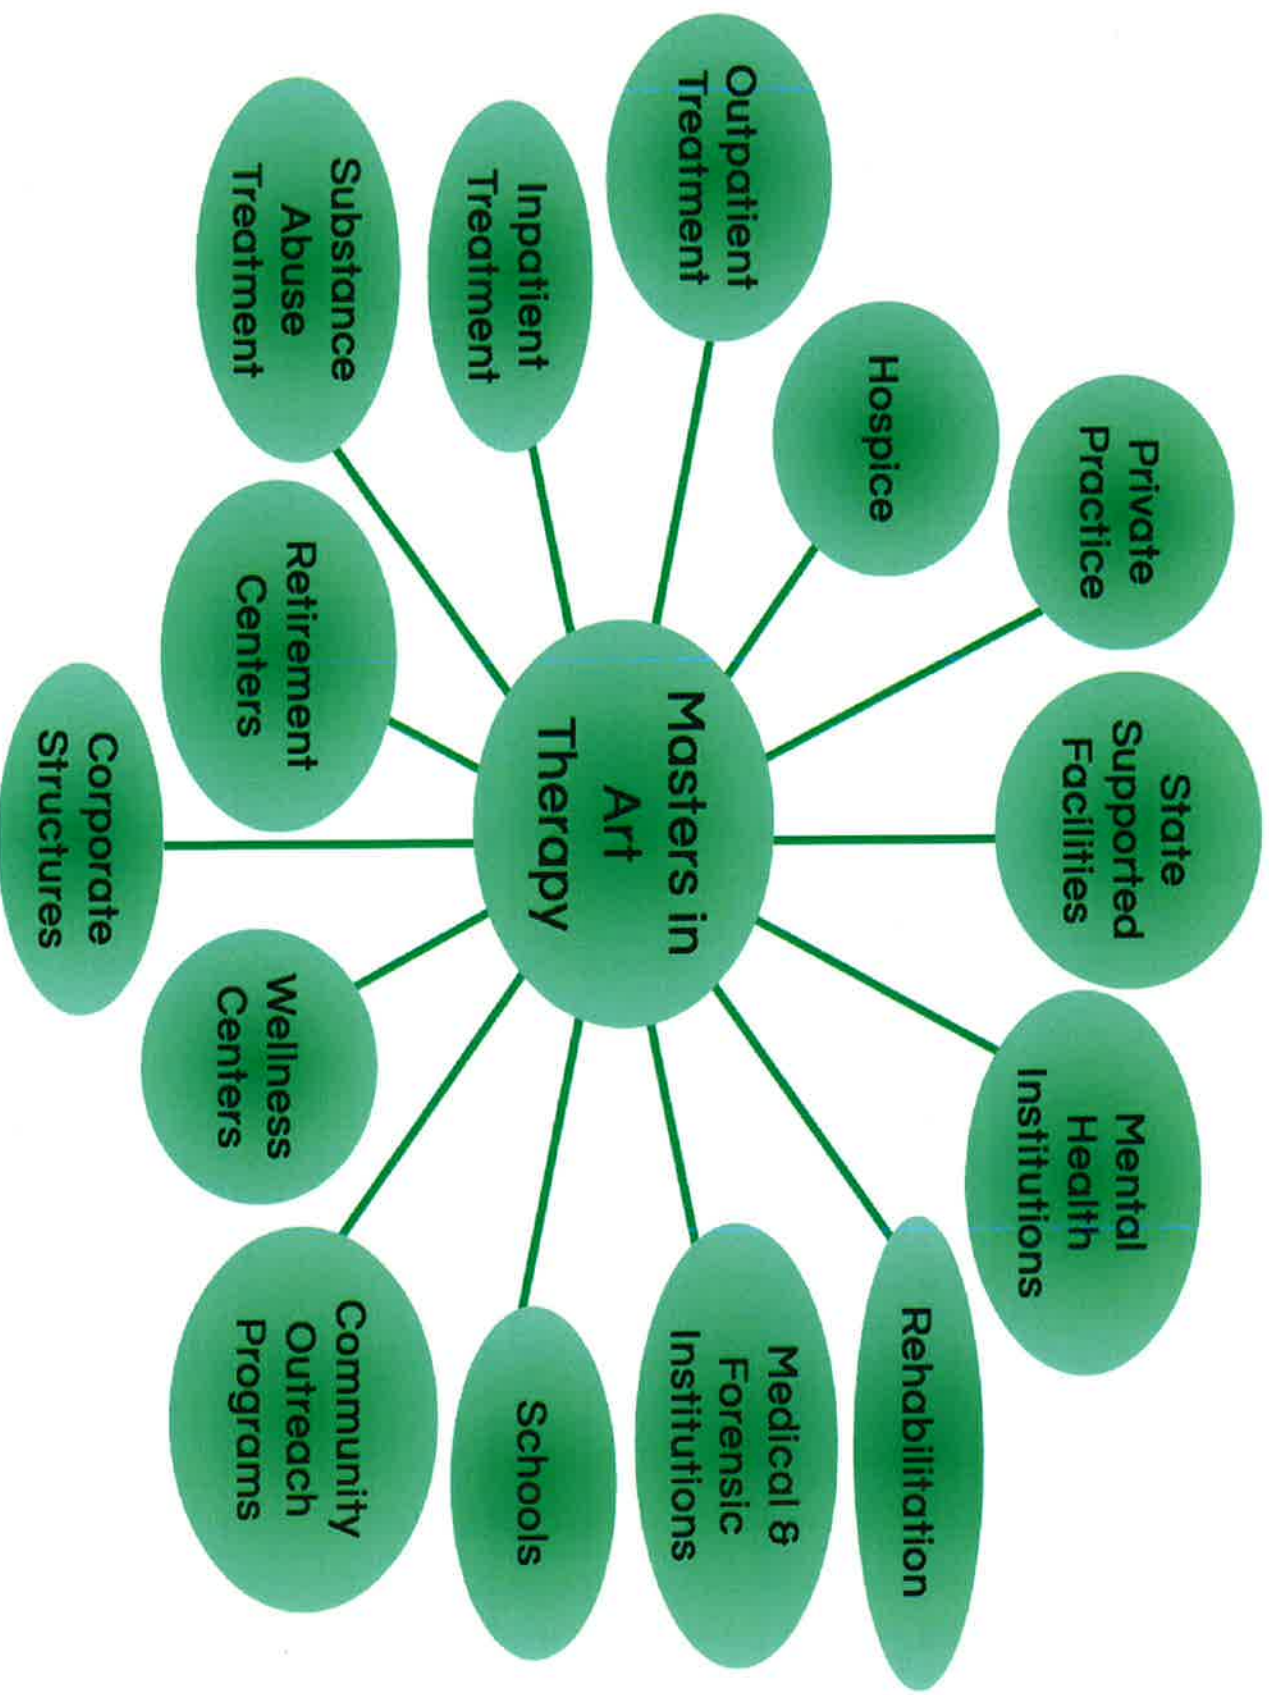 Private
Practice
State
Supported
Facilities
Mental
Health
Institutions
Hospice
Rehabilitation
Outpatient
Treatment
Masters in
Art
Therapy
Medical &
Forensic
Institutions
Inpatient
Treatment
Schools
Substance
Abuse
Treatment
Retirement
Centers
Wellness
Centers
Community
Outreach
Programs
Corporate
Structures